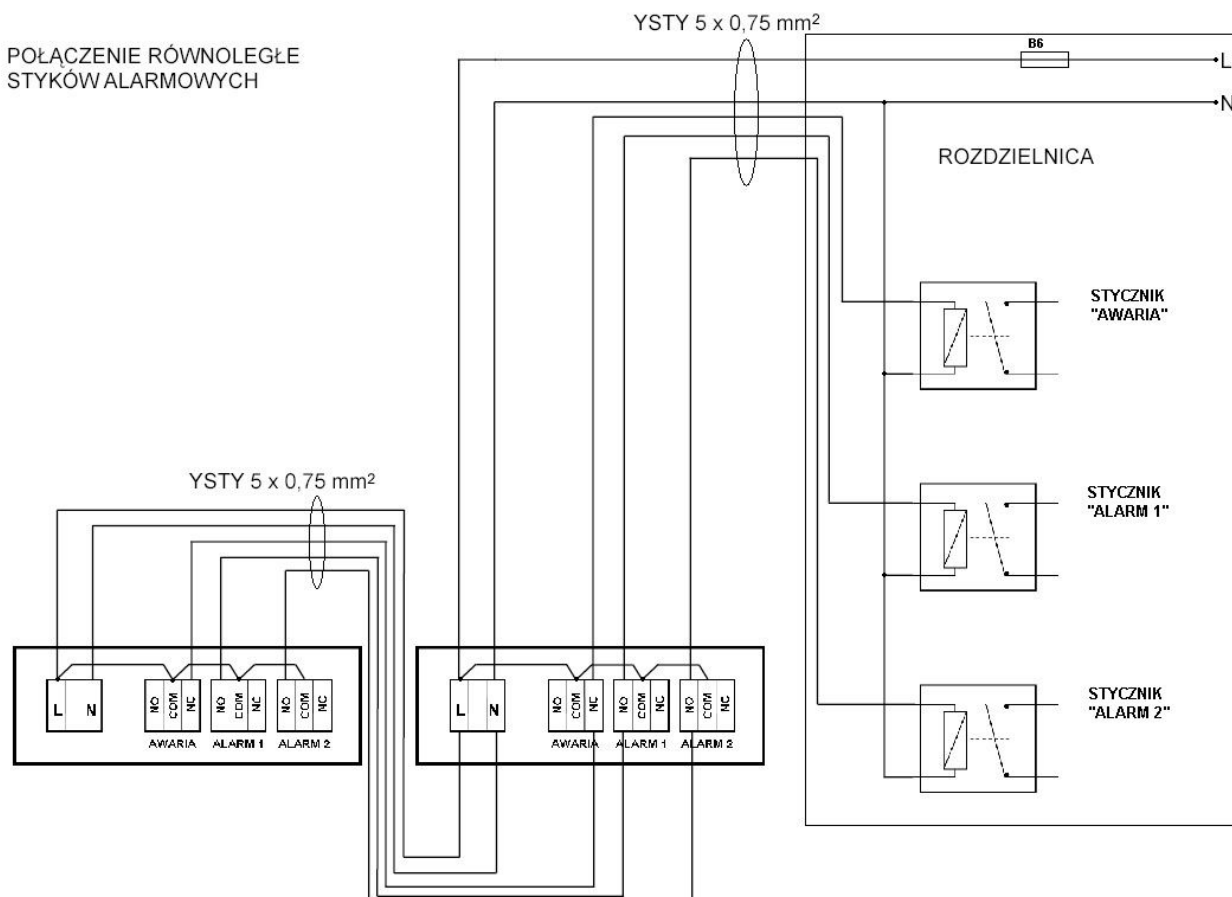 YSTY 5 x 0,75 mm²
POŁĄCZENIE RÓWNOLEGŁE
STYKÓW ALARMOWYCH
B6
L
N
ROZDZIELNICA
STYCZNIK
"AWARIA"
YSTY 5 x 0,75 mm²
STYCZNIK
"ALARM 1"
STYCZNIK
"ALARM 2"
L N
NO COM NC
NO COM NC
NO COM NC
AWARIA ALARM 1 ALARM 2
L N
NO COM NC
NO COM NC
NO COM NC
AWARIA ALARM 1 ALARM 2